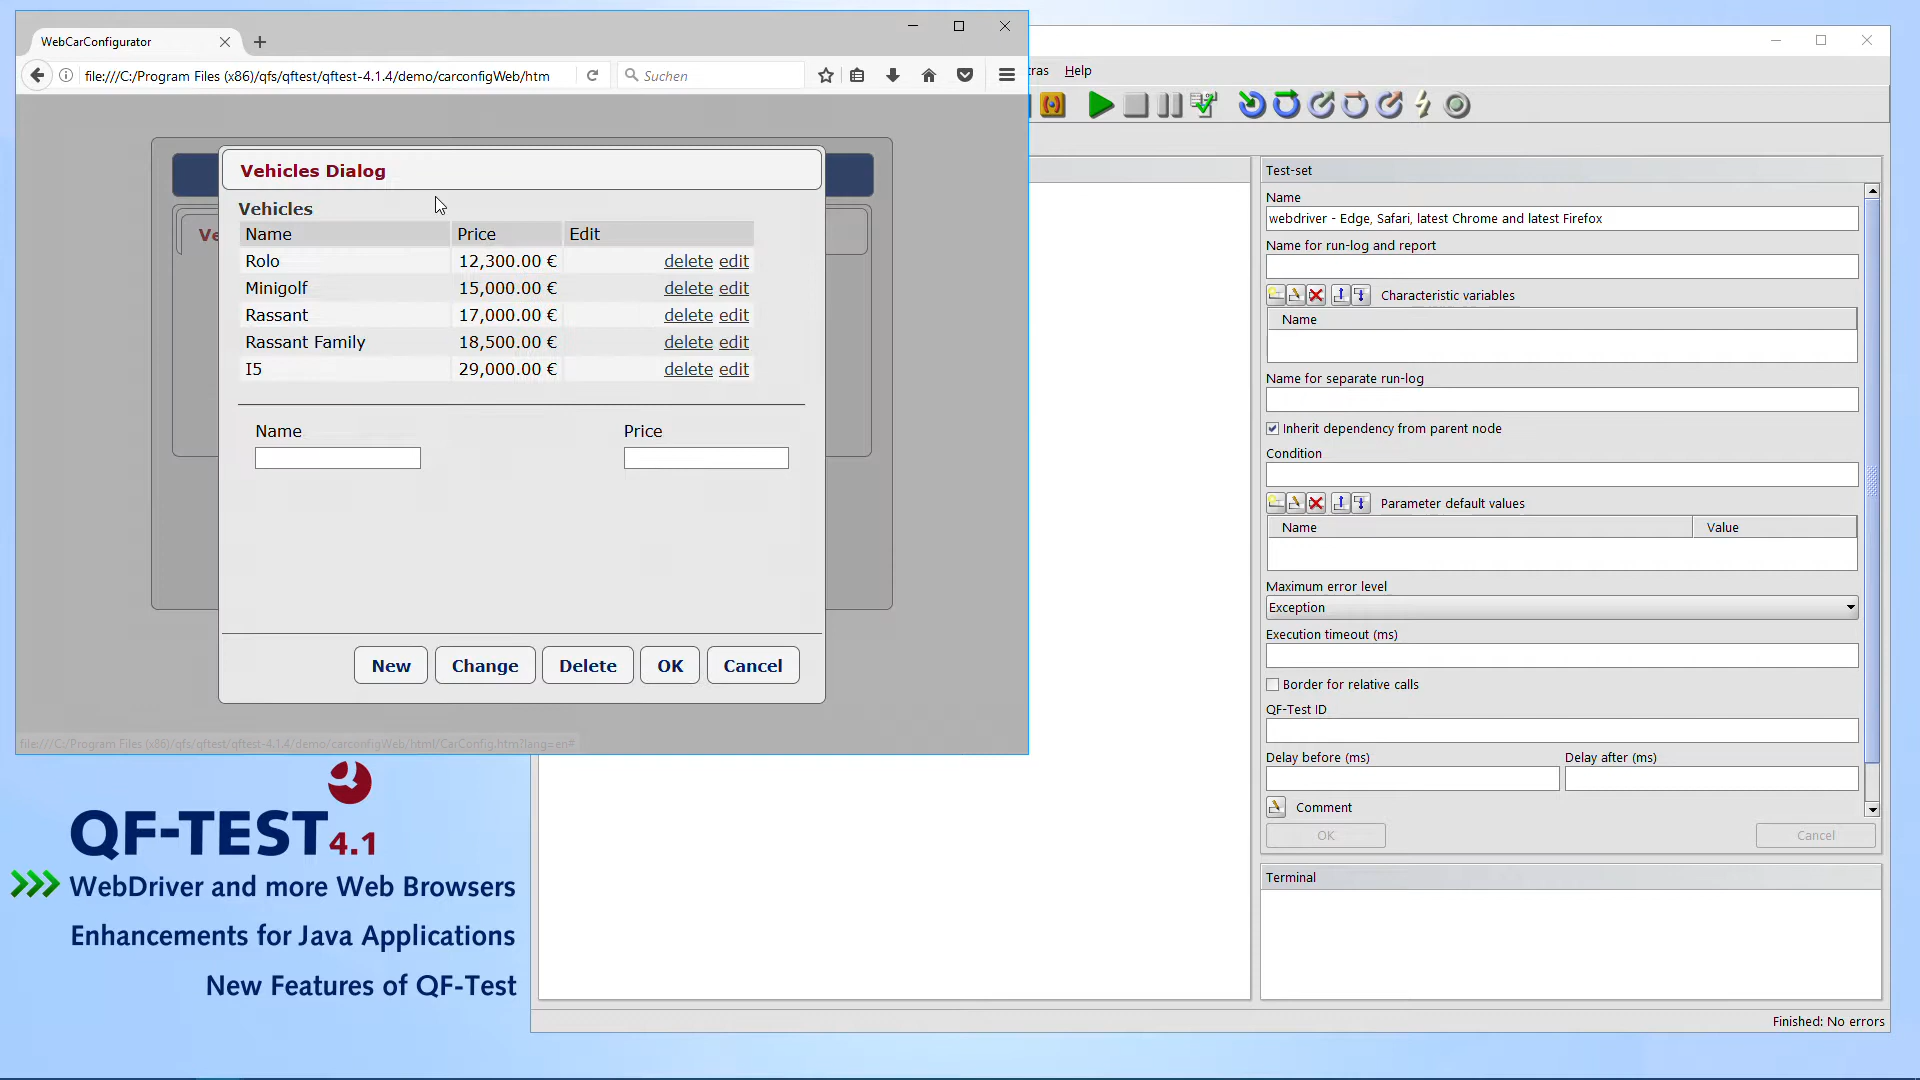 WebCarConfigurator
file:///C:/Program Files (x86)/qfs/qftest/qftest-4.1.4/demo/carconfigWeb/htm
Suchen
Vehicles Dialog
Ve
Vehicles
Name Price Edit
Rolo 12,300.00 € delete edit
Minigolf 15,000.00 € delete edit
Rassant 17,000.00 € delete edit
Rassant Family 18,500.00 € delete edit
I5 29,000.00 € delete edit
Name Price
New Change Delete OK Cancel
file:///C:/Program Files (x86)/qfs/qftest/qftest-4.1.4/demo/carconfigWeb/html/CarConfig.htm?lang=en#
QF-TEST 4.1
WebDriver and more Web Browsers
Enhancements for Java Applications
New Features of QF-Test
tras Help
Test-set
Name
webdriver - Edge, Safari, latest Chrome and latest Firefox
Name for run-log and report
Characteristic variables
Name
Name for separate run-log
Inherit dependency from parent node
Condition
Parameter default values
Name Value
Maximum error level
Exception
Execution timeout (ms)
Border for relative calls
QF-Test ID
Delay before (ms) Delay after (ms)
Comment
OK Cancel
Terminal
Finished: No errors